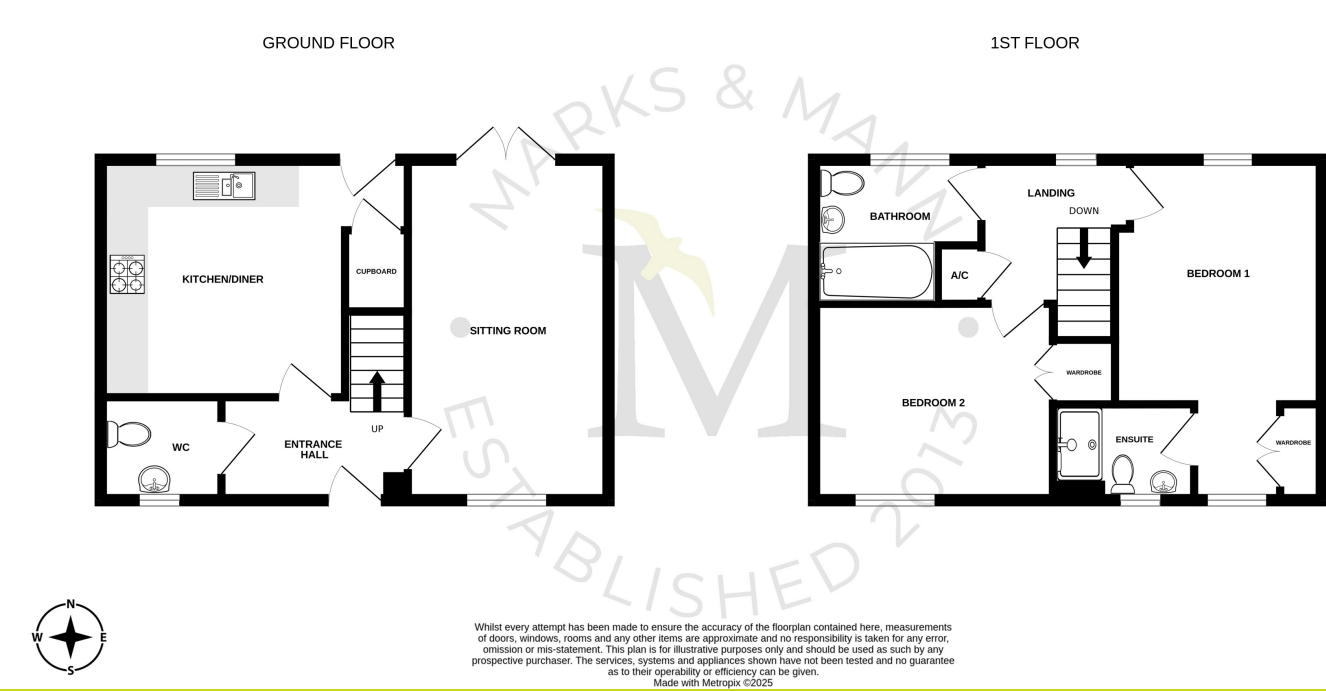 GROUND FLOOR
1ST FLOOR
MARKS & MANN
ESTABLISHED 2013
M
KITCHEN/DINER
CUPBOARD
SITTING ROOM
UP
WC
ENTRANCE
HALL
BATHROOM
LANDING
DOWN
A/C
BEDROOM 1
WARDROBE
BEDROOM 2
ENSUITE
WARDROBE
N
W
E
S
Whilst every attempt has been made to ensure the accuracy of the floorplan contained here, measurements
of doors, windows, rooms and any other items are approximate and no responsibility is taken for any error,
omission or mis-statement. This plan is for illustrative purposes only and should be used as such by any
prospective purchaser. The services, systems and appliances shown have not been tested and no guarantee
as to their operability or efficiency can be given.
Made with Metropix ©2025